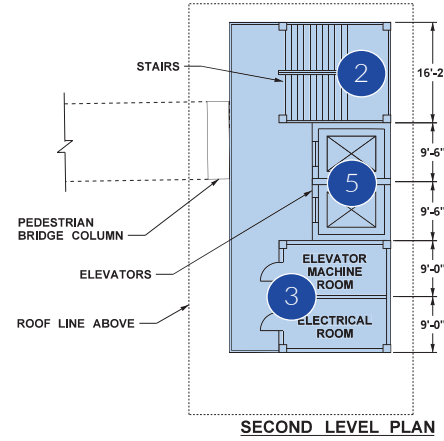 STAIRS
2
16'-2
9'-6"
5
9'-6"
PEDESTRIAN
BRIDGE COLUMN
ELEVATORS
ELEVATOR
MACHINE
ROOM
9'-0"
3
ROOF LINE ABOVE
ELECTRICAL
ROOM
9'-0"
SECOND LEVEL PLAN